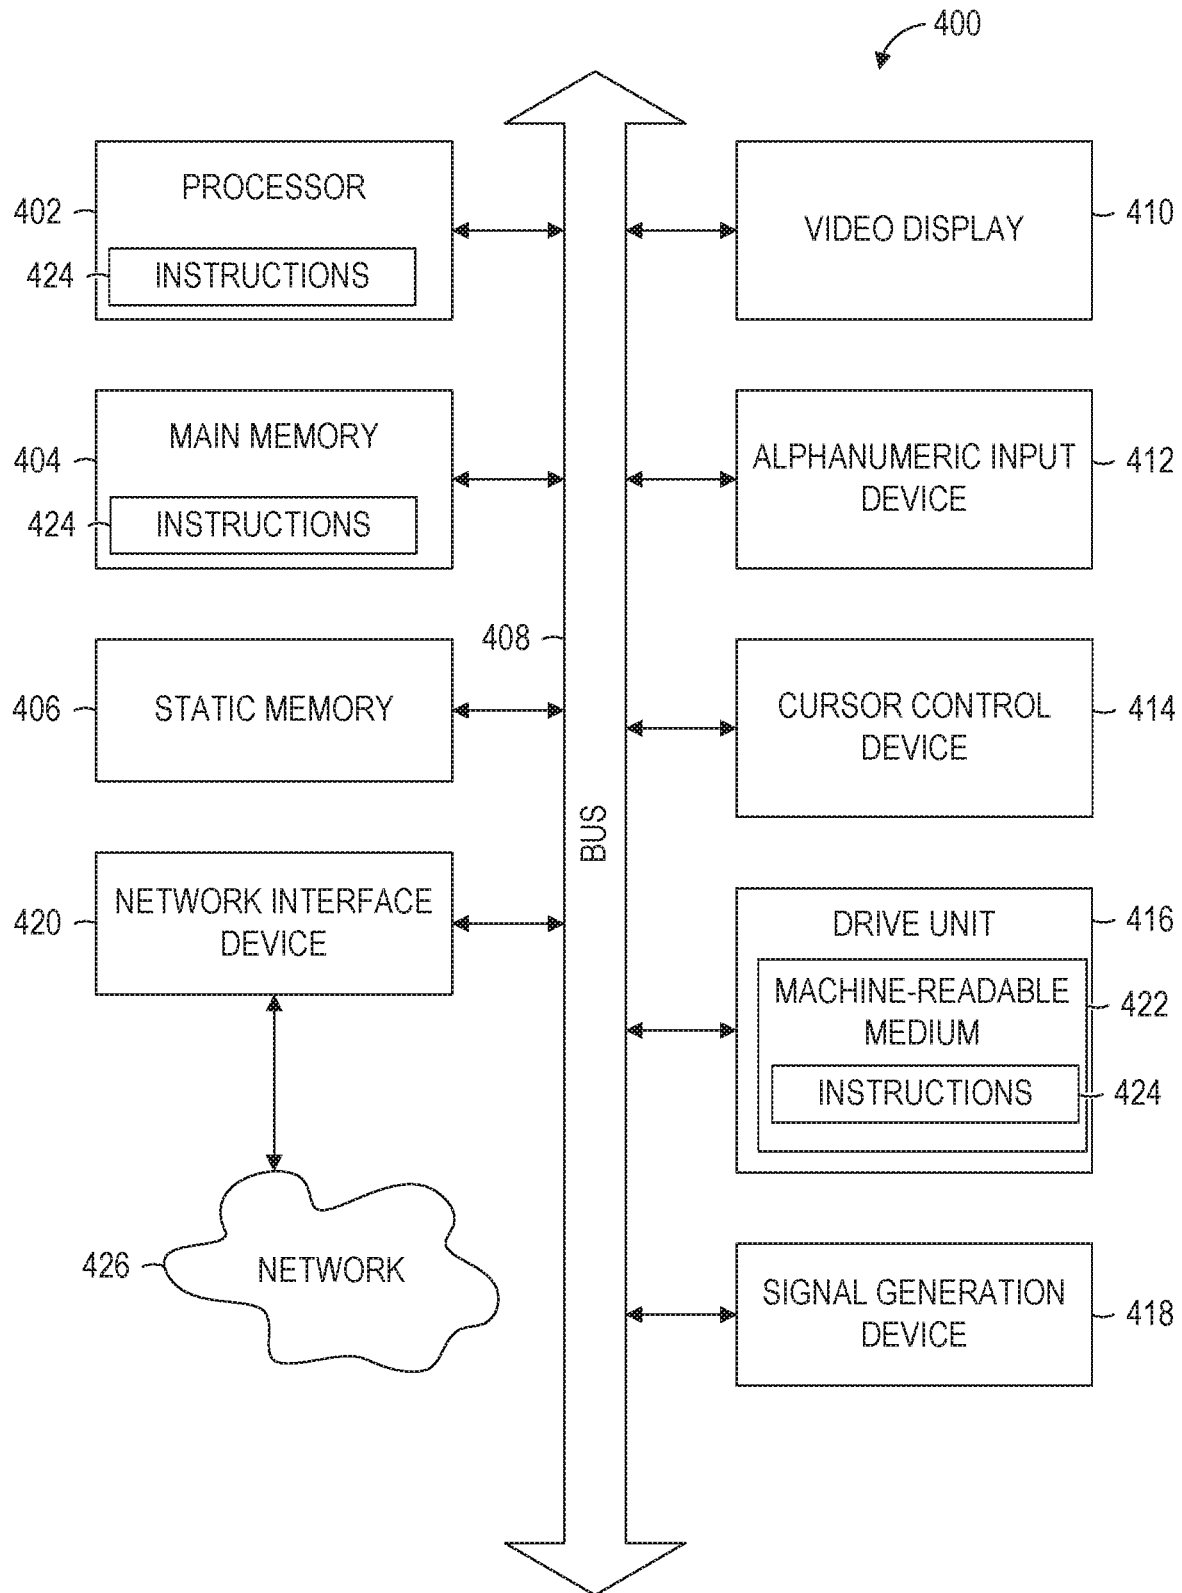 400
PROCESSOR
402
424
INSTRUCTIONS
VIDEO DISPLAY
410
MAIN MEMORY
404
424
INSTRUCTIONS
ALPHANUMERIC INPUT
DEVICE
412
408
STATIC MEMORY
406
CURSOR CONTROL
DEVICE
414
BUS
NETWORK INTERFACE
DEVICE
420
DRIVE UNIT
416
MACHINE-READABLE
MEDIUM
422
INSTRUCTIONS
424
426
NETWORK
SIGNAL GENERATION
DEVICE
418